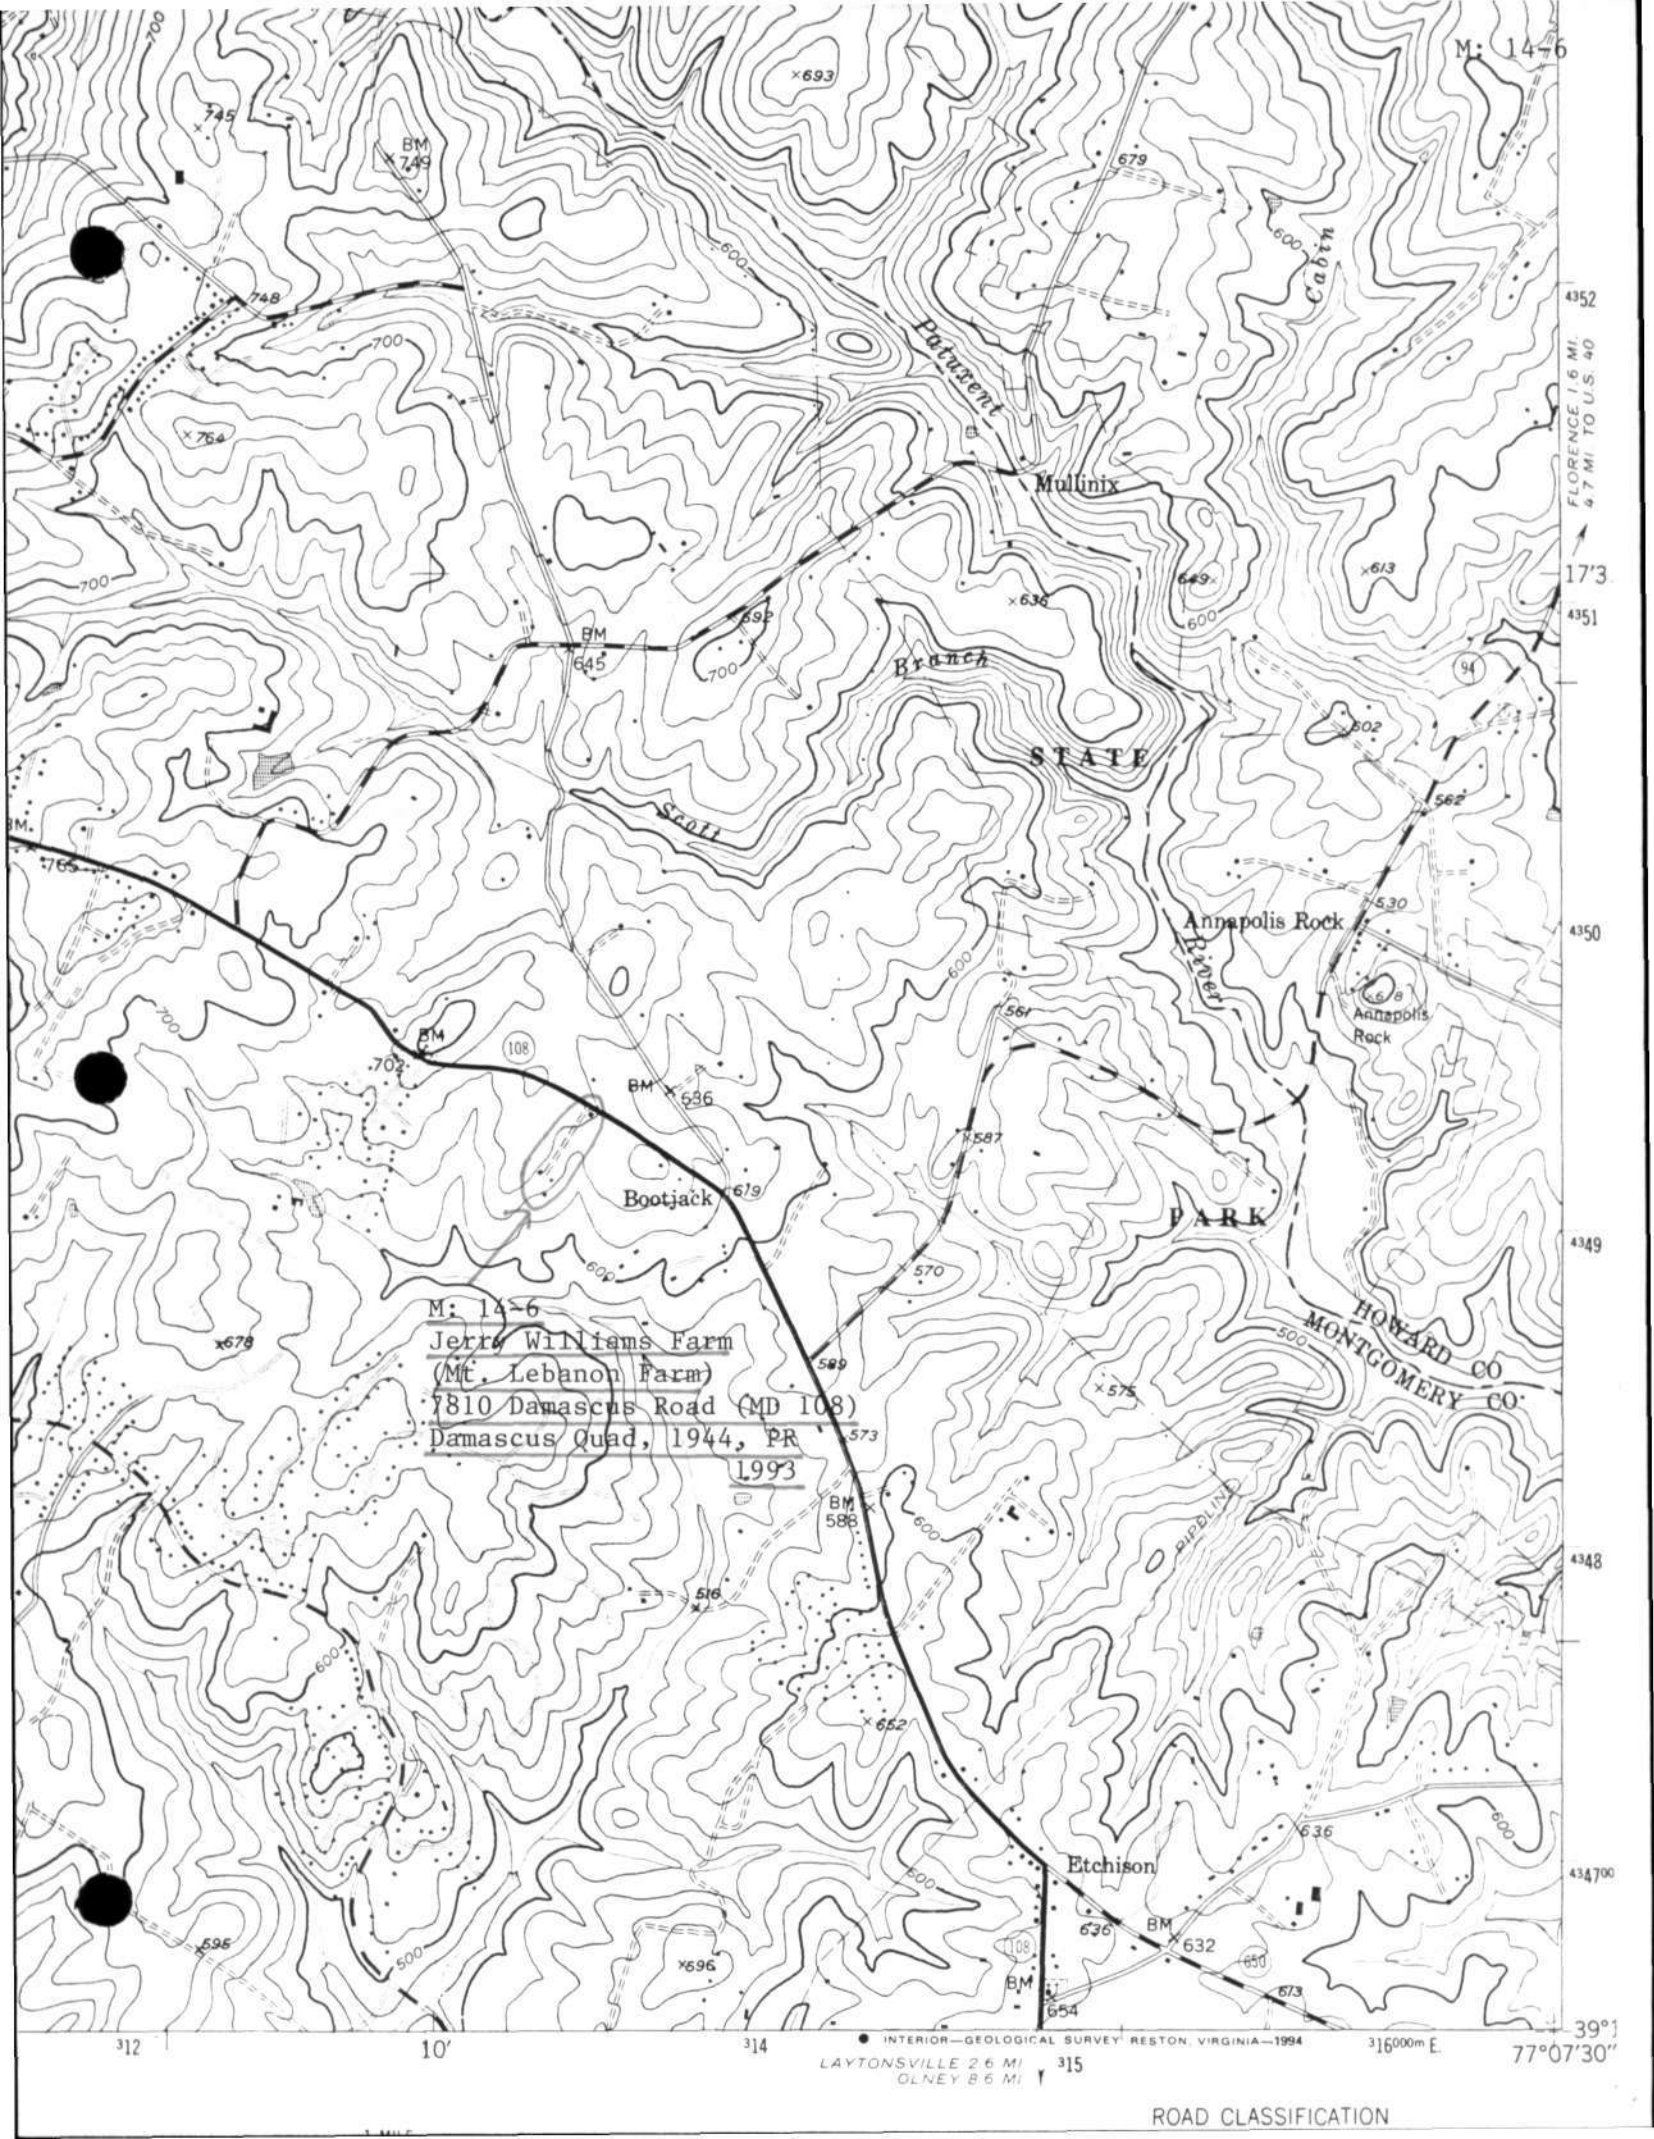 M: 14-6
700
×693
×745
BM
×749
679
Cabin
600
600
4352
748
FLORENCE 1.6 MI.
4.7 MI TO U.S. 40
Patuxent
700
×764
Mullinix
×613
17'3
700
649×
×636
4351
600
692
BM
645
Branch
700
94
STATE
562
Scott
BM
765
530
Annapolis Rock
4350
River
600
700
561
Annapolis
Rock
BM
702
108
BM
×636
×587
Bootjack
619
PARK
4349
600
570
M: 14-6
Jerry Williams Farm
(Mt. Lebanon Farm)
7810 Damascus Road (MD 108)
Damascus Quad, 1944, PR
1993
HOWARD CO
MONTGOMERY CO
500
×678
589
×575
573
BM
588
600
PIPELINE
4348
516
600
×652
636
600
Etchison
4347000
600
636
BM
632
595
500
×696
108
650
BM
654
613
312
10'
314
INTERIOR—GEOLOGICAL SURVEY RESTON, VIRGINIA—1994
316000m E.
39°1
77°07'30"
LAYTONSVILLE 2.6 MI
OLNEY 8.6 MI
315
ROAD CLASSIFICATION